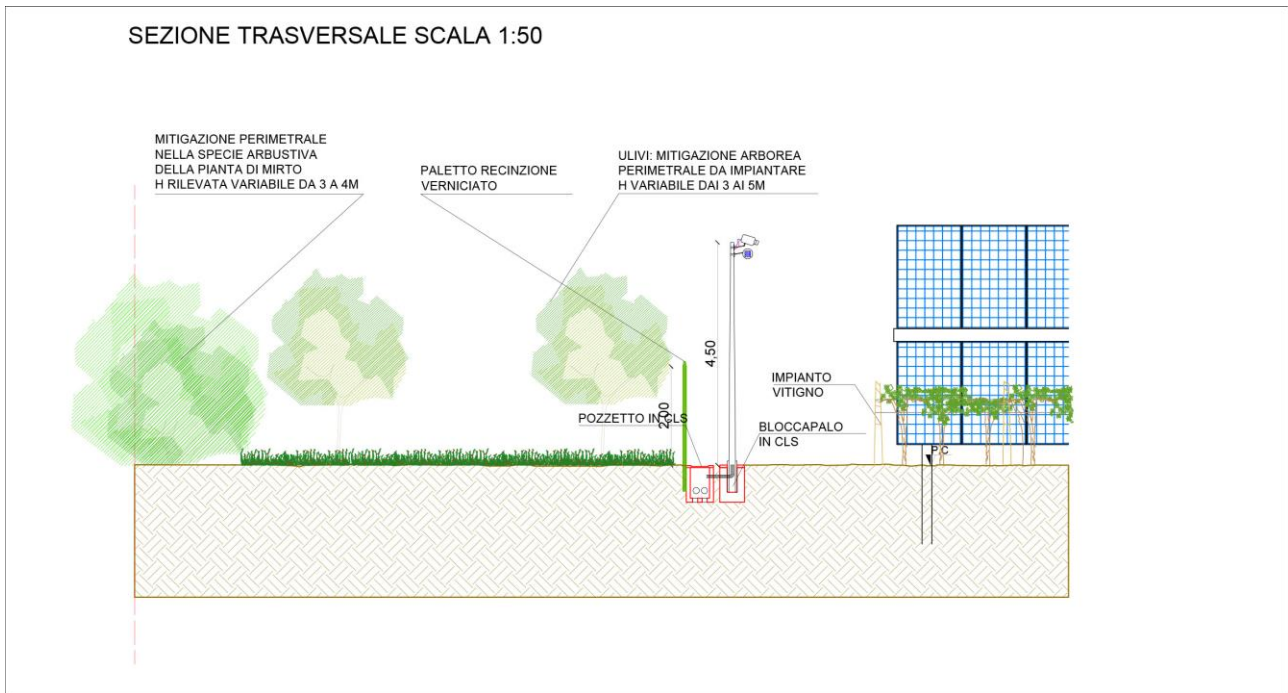 SEZIONE TRASVERSALE SCALA 1:50
MITIGAZIONE PERIMETRALE
NELLA SPECIE ARBUSTIVA
DELLA PIANTA DI MIRTO
H RILEVATA VARIABILE DA 3 A 4M
PALETTO RECINZIONE
VERNICIATO
ULIVI: MITIGAZIONE ARBOREA
PERIMETRALE DA IMPIANTARE
H VARIABILE DAI 3 AI 5M
4,50
2,00
POZZETTO IN CLS
IMPIANTO
VITIGNO
BLOCCAPALO
IN CLS
P.C